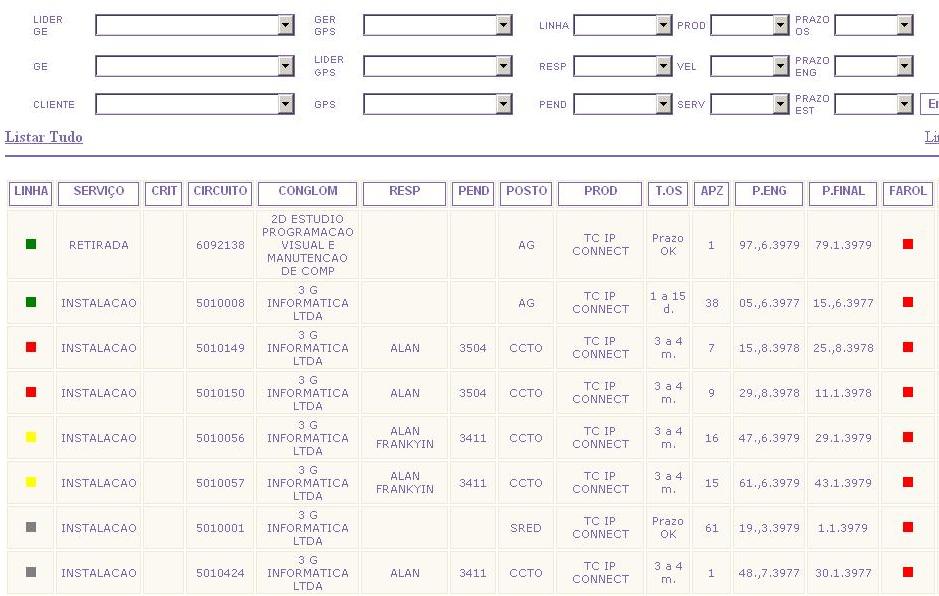 LIDER GE GER GPS LINHA PROD PRAZO OS
GE LIDER GPS RESP VEL PRAZO ENG
CLIENTE GPS PEND SERV PRAZO EST
Listar Tudo
LINHA SERVIÇO CRIT CIRCUITO CONGLOM RESP PEND POSTO PROD T.OS APZ P.ENG P.FINAL FAROL
RETIRADA 6092138 2D ESTUDIO PROGRAMACAO VISUAL E MANUTENCAO DE COMP AG TC IP CONNECT Prazo OK 1 97.,6.3979 79.1.3979
INSTALACAO 5010008 3 G INFORMATICA LTDA AG TC IP CONNECT 1 a 15 d. 38 05.,6.3977 15.,6.3977
INSTALACAO 5010149 3 G INFORMATICA LTDA ALAN 3504 CCTO TC IP CONNECT 3 a 4 m. 7 15.,8.3978 25.,8.3978
INSTALACAO 5010150 3 G INFORMATICA LTDA ALAN 3504 CCTO TC IP CONNECT 3 a 4 m. 9 29.,8.3978 11.1.3978
INSTALACAO 5010056 3 G INFORMATICA LTDA ALAN FRANKYIN 3411 CCTO TC IP CONNECT 3 a 4 m. 16 47.,6.3979 29.1.3979
INSTALACAO 5010057 3 G INFORMATICA LTDA ALAN FRANKYIN 3411 CCTO TC IP CONNECT 3 a 4 m. 15 61.,6.3979 43.1.3979
INSTALACAO 5010001 3 G INFORMATICA LTDA SRED TC IP CONNECT Prazo OK 61 19.,3.3979 1.1.3979
INSTALACAO 5010424 3 G INFORMATICA LTDA ALAN 3411 CCTO TC IP CONNECT 3 a 4 m. 1 48.,7.3977 30.1.3977